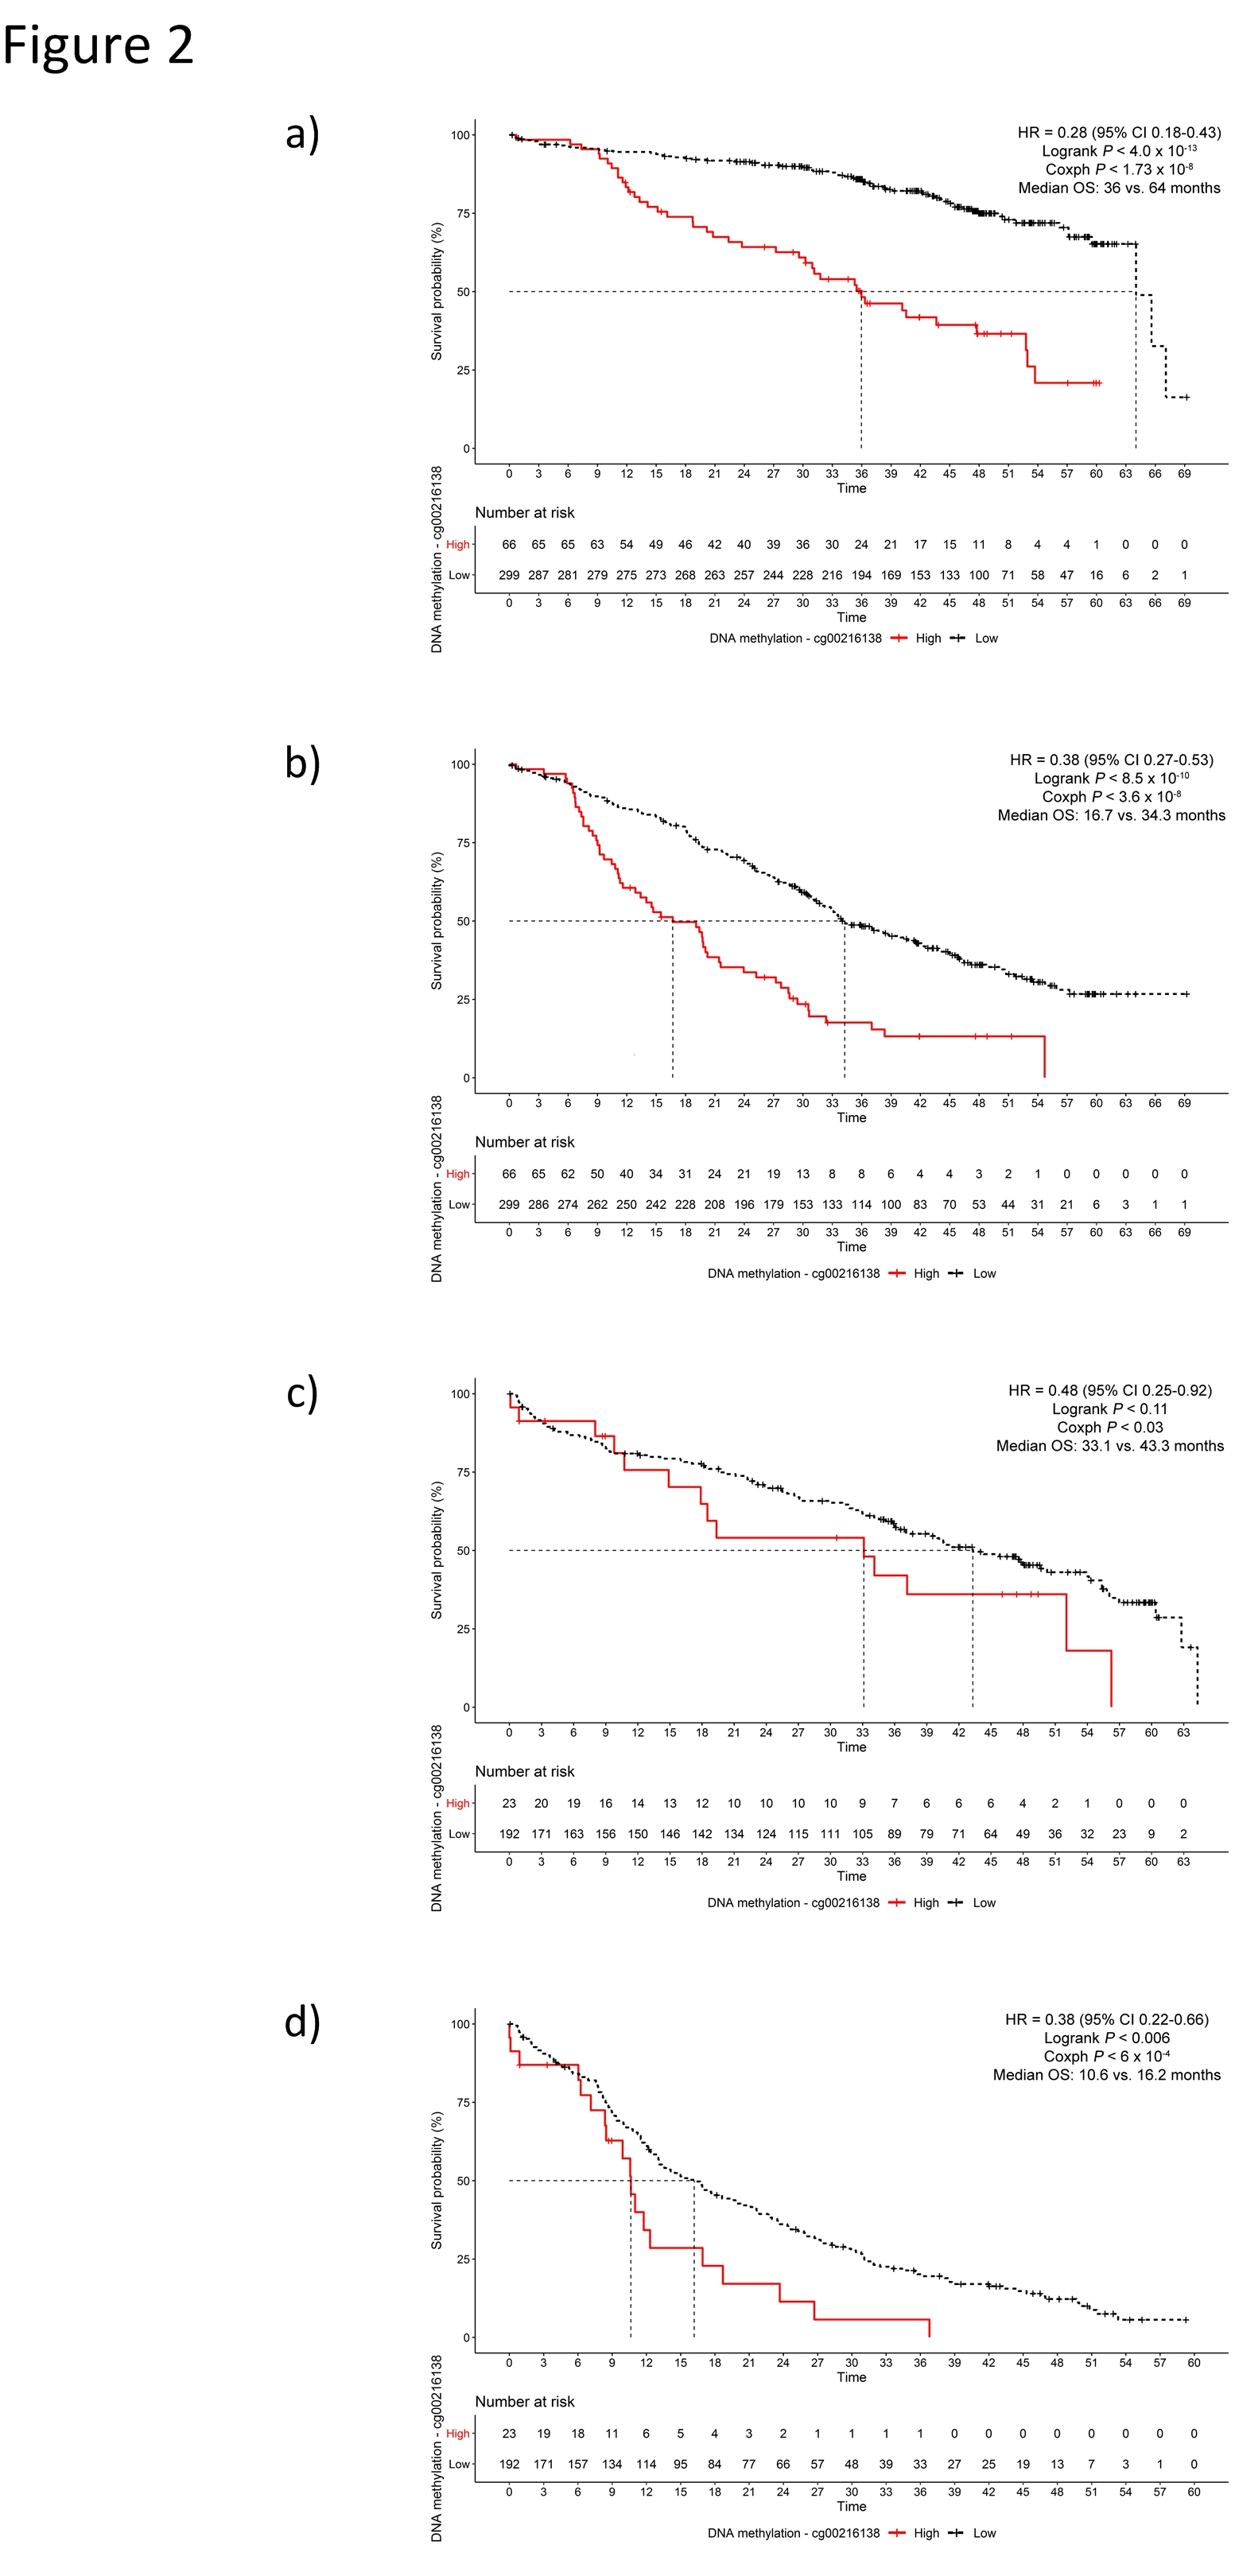 Figure 2
a)
HR = 0.28 (95% CI 0.18-0.43)
Logrank P < 4.0 x 10⁻¹³
Coxph P < 1.73 x 10⁻⁸
Median OS: 36 vs. 64 months
Survival probability (%)
100
75
50
25
0
0 3 6 9 12 15 18 21 24 27 30 33 36 39 42 45 48 51 54 57 60 63 66 69
Time
DNA methylation - cg00216138
Number at risk
High 66 65 65 63 54 49 46 42 40 39 36 30 24 21 17 15 11 8 4 4 1 0 0 0
Low 299 287 281 279 275 273 268 263 257 244 228 216 194 169 153 133 100 71 58 47 16 6 2 1
0 3 6 9 12 15 18 21 24 27 30 33 36 39 42 45 48 51 54 57 60 63 66 69
Time
DNA methylation - cg00216138 High Low
b)
HR = 0.38 (95% CI 0.27-0.53)
Logrank P < 8.5 x 10⁻¹⁰
Coxph P < 3.6 x 10⁻⁸
Median OS: 16.7 vs. 34.3 months
Survival probability (%)
100
75
50
25
0
0 3 6 9 12 15 18 21 24 27 30 33 36 39 42 45 48 51 54 57 60 63 66 69
Time
DNA methylation - cg00216138
Number at risk
High 66 65 62 50 40 34 31 24 21 19 13 8 8 6 4 4 3 2 1 0 0 0 0 0
Low 299 286 274 262 250 242 228 208 196 179 153 133 114 100 83 70 53 44 31 21 6 3 1 1
0 3 6 9 12 15 18 21 24 27 30 33 36 39 42 45 48 51 54 57 60 63 66 69
Time
DNA methylation - cg00216138 High Low
c)
HR = 0.48 (95% CI 0.25-0.92)
Logrank P < 0.11
Coxph P < 0.03
Median OS: 33.1 vs. 43.3 months
Survival probability (%)
100
75
50
25
0
0 3 6 9 12 15 18 21 24 27 30 33 36 39 42 45 48 51 54 57 60 63
Time
DNA methylation - cg00216138
Number at risk
High 23 20 19 16 14 13 12 10 10 10 10 9 7 6 6 6 4 2 1 0 0 0
Low 192 171 163 156 150 146 142 134 124 115 111 105 89 79 71 64 49 36 32 23 9 2
0 3 6 9 12 15 18 21 24 27 30 33 36 39 42 45 48 51 54 57 60 63
Time
DNA methylation - cg00216138 High Low
d)
HR = 0.38 (95% CI 0.22-0.66)
Logrank P < 0.006
Coxph P < 6 x 10⁻⁴
Median OS: 10.6 vs. 16.2 months
Survival probability (%)
100
75
50
25
0
0 3 6 9 12 15 18 21 24 27 30 33 36 39 42 45 48 51 54 57 60
Time
DNA methylation - cg00216138
Number at risk
High 23 19 18 11 6 5 4 3 2 1 1 1 1 0 0 0 0 0 0 0 0
Low 192 171 157 134 114 95 84 77 66 57 48 39 33 27 25 19 13 7 3 1 0
0 3 6 9 12 15 18 21 24 27 30 33 36 39 42 45 48 51 54 57 60
Time
DNA methylation - cg00216138 High Low